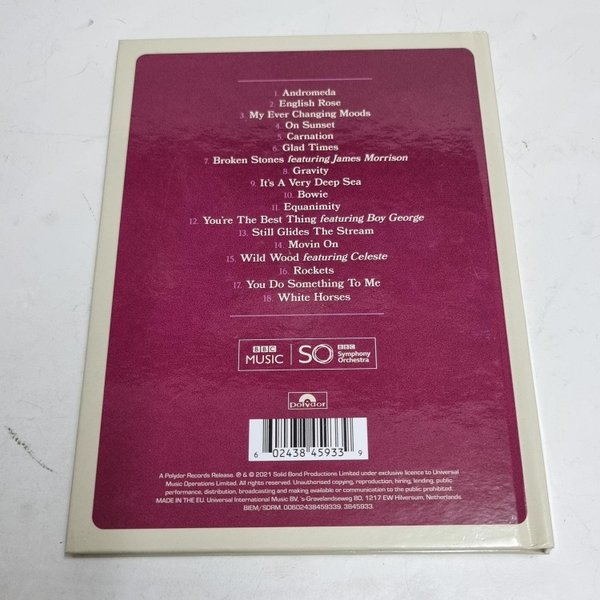 1. Andromeda
2. English Rose
3. My Ever Changing Moods
4. On Sunset
5. Carnation
6. Glad Times
7. Broken Stones featuring James Morrison
8. Gravity
9. It's A Very Deep Sea
10. Bowie
11. Equanimity
12. You're The Best Thing featuring Boy George
13. Still Glides The Stream
14. Movin On
15. Wild Wood featuring Celeste
16. Rockets
17. You Do Something To Me
18. White Horses
BBC MUSIC SO BBC Symphony Orchestra
Polydor
6 02438 45933 9
A Polydor Records Release. ℗ & © 2021 Solid Bond Productions Limited under exclusive licence to Universal
Music Operations Limited. All rights reserved. Unauthorised copying, reproduction, hiring, lending, public
performance, distribution, broadcasting and making available or communication to the public prohibited.
MADE IN THE EU. Universal International Music BV, 's-Gravelandseweg 80, 1217 EW Hilversum, Netherlands.
BIEM/SDRM. 00602438459339. 3845933.